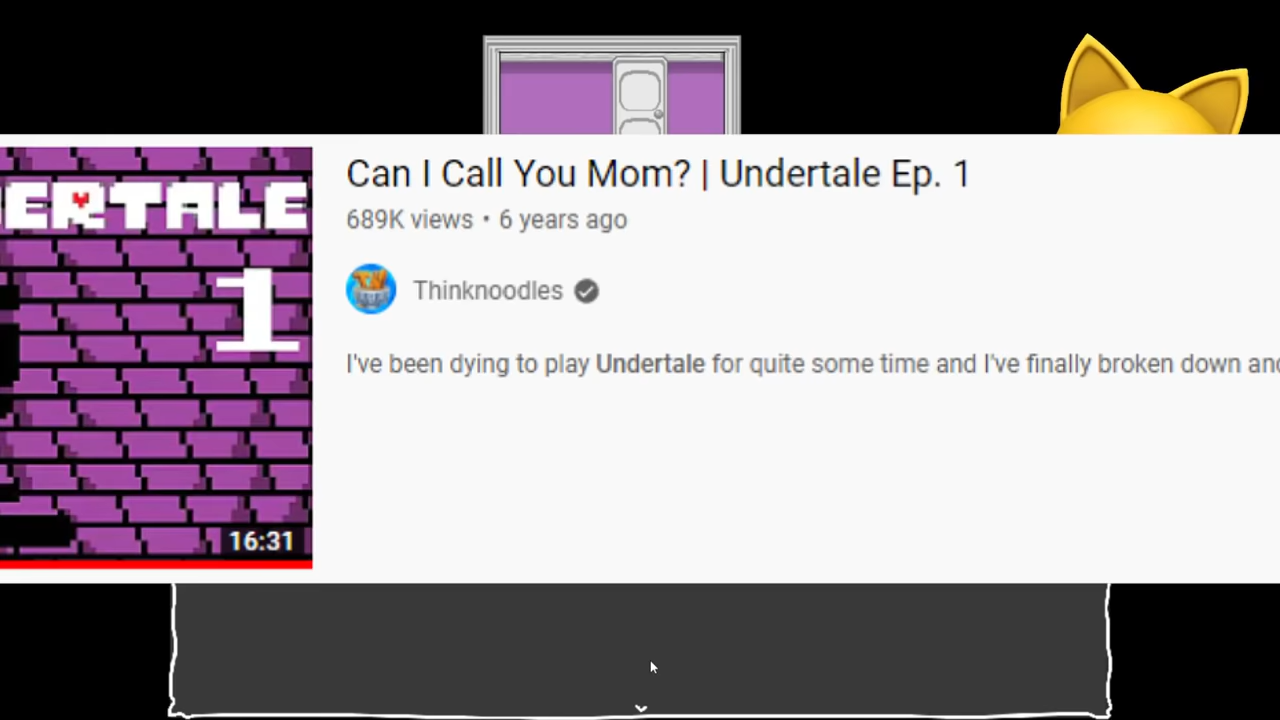 Can I Call You Mom? | Undertale Ep. 1
689K views • 6 years ago
ERTALE
1
Thinknoodles
I've been dying to play Undertale for quite some time and I've finally broken down and
16:31